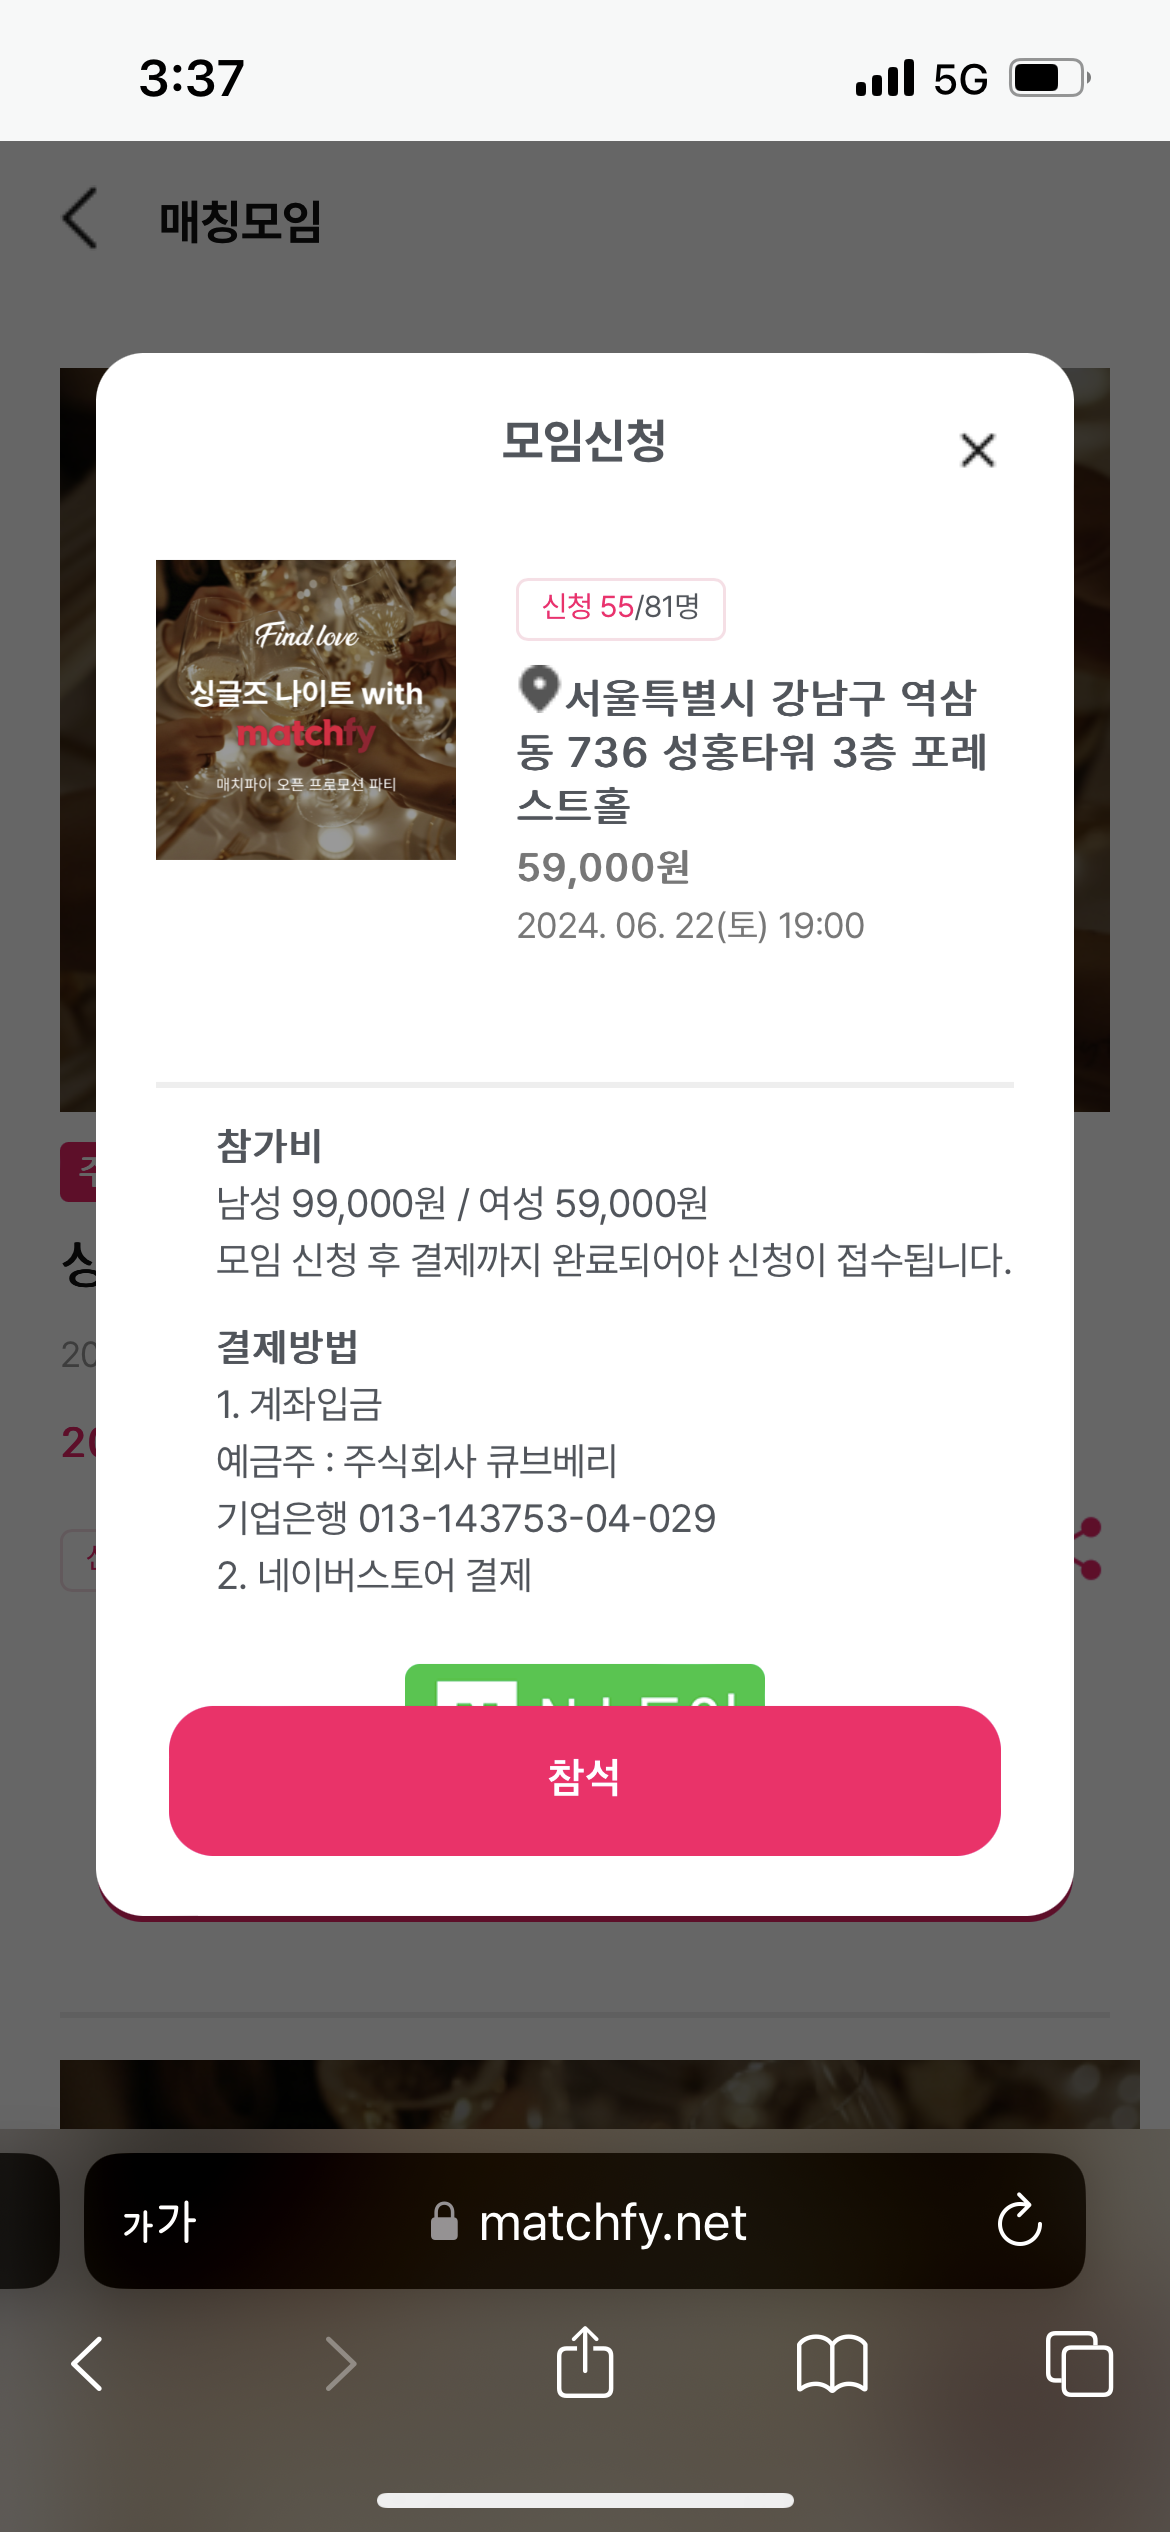 3:37
5G
매칭모임
모임신청
Find love
싱글즈 나이트 with
matchfy
매치파이 오픈 프로모션 파티
신청 55/81명
서울특별시 강남구 역삼
동 736 성홍타워 3층 포레
스트홀
59,000원
2024. 06. 22(토) 19:00
참가비
남성 99,000원 / 여성 59,000원
모임 신청 후 결제까지 완료되어야 신청이 접수됩니다.
결제방법
1. 계좌입금
예금주 : 주식회사 큐브베리
기업은행 013-143753-04-029
2. 네이버스토어 결제
참석
가가
matchfy.net